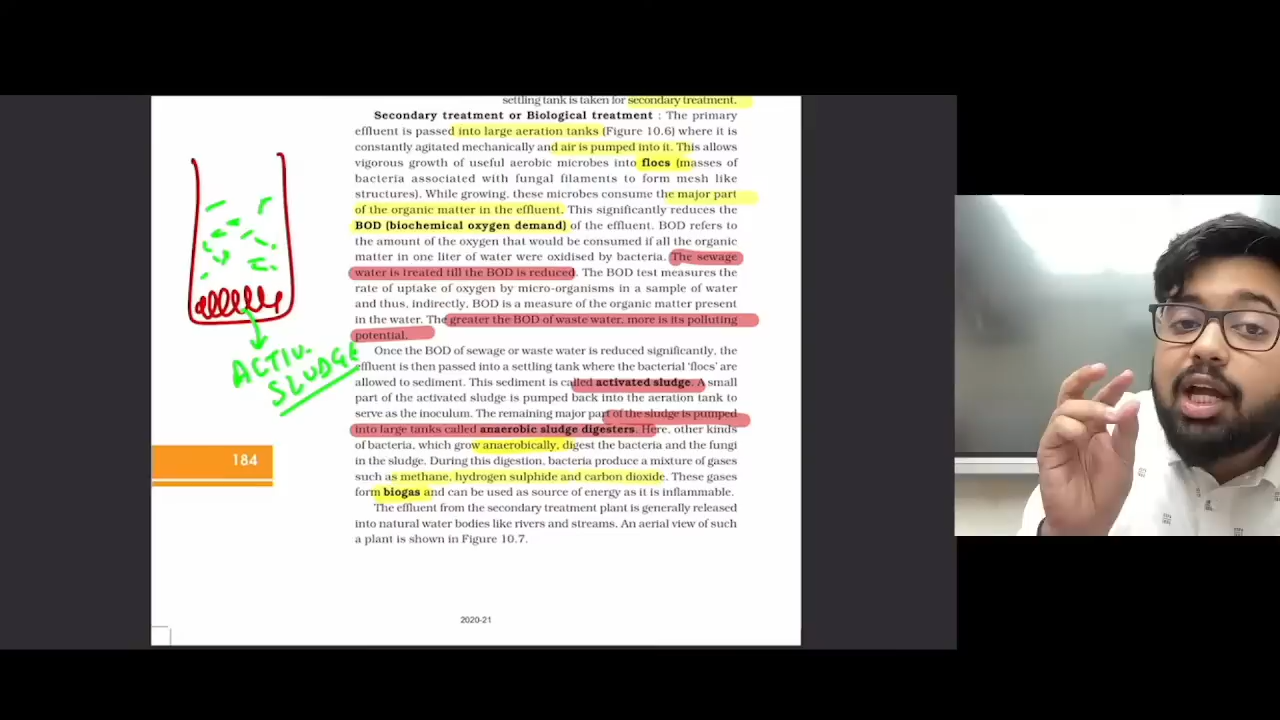 settling tank is taken for secondary treatment.
Secondary treatment or Biological treatment : The primary
effluent is passed into large aeration tanks (Figure 10.6) where it is
constantly agitated mechanically and air is pumped into it. This allows
vigorous growth of useful aerobic microbes into flocs (masses of
bacteria associated with fungal filaments to form mesh like
structures). While growing, these microbes consume the major part
of the organic matter in the effluent. This significantly reduces the
BOD (biochemical oxygen demand) of the effluent. BOD refers to
the amount of the oxygen that would be consumed if all the organic
matter in one liter of water were oxidised by bacteria. The sewage
water is treated till the BOD is reduced. The BOD test measures the
rate of uptake of oxygen by micro-organisms in a sample of water
and thus, indirectly, BOD is a measure of the organic matter present
in the water. The greater the BOD of waste water, more is its polluting
potential.
Once the BOD of sewage or waste water is reduced significantly, the
effluent is then passed into a settling tank where the bacterial ‘flocs’ are
allowed to sediment. This sediment is called activated sludge. A small
part of the activated sludge is pumped back into the aeration tank to
serve as the inoculum. The remaining major part of the sludge is pumped
into large tanks called anaerobic sludge digesters. Here, other kinds
of bacteria, which grow anaerobically, digest the bacteria and the fungi
in the sludge. During this digestion, bacteria produce a mixture of gases
such as methane, hydrogen sulphide and carbon dioxide. These gases
form biogas and can be used as source of energy as it is inflammable.
The effluent from the secondary treatment plant is generally released
into natural water bodies like rivers and streams. An aerial view of such
a plant is shown in Figure 10.7.
ACTIV.
SLUDGE
184
2020-21